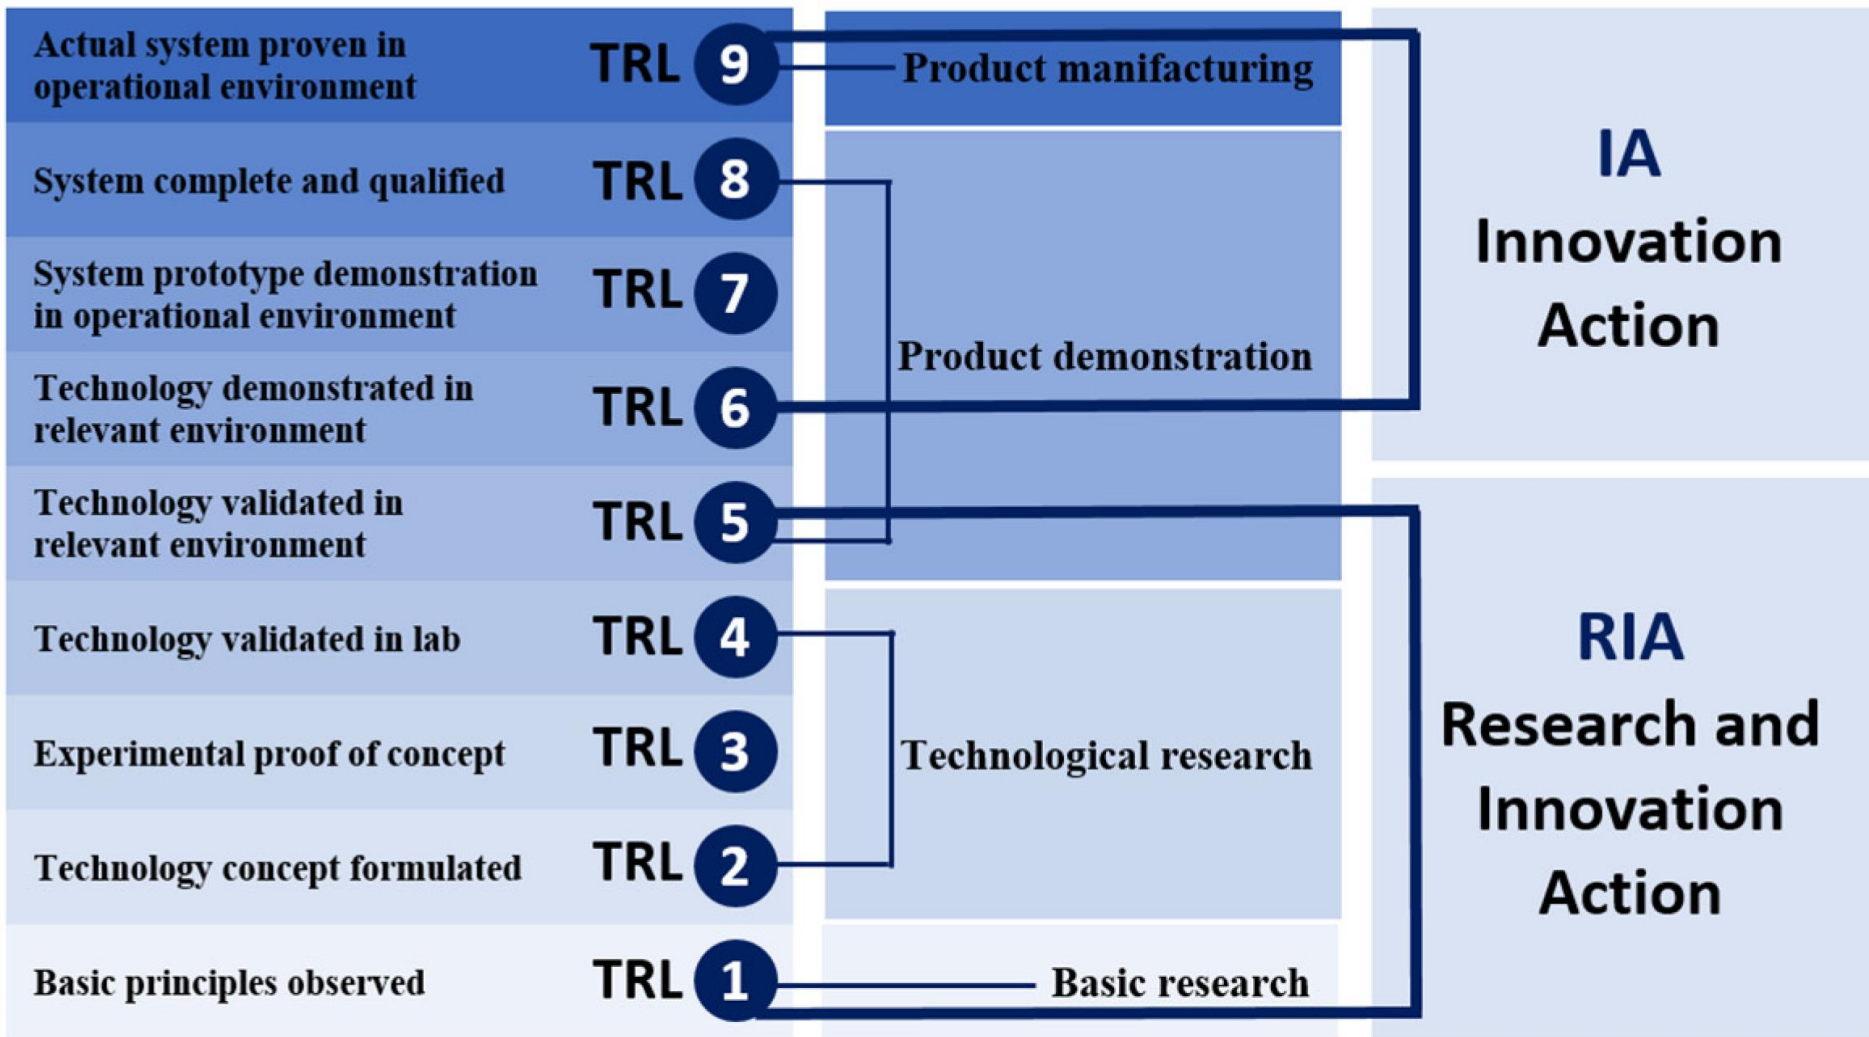 Actual system proven in
operational environment
TRL 9
Product manifacturing
System complete and qualified
TRL 8
System prototype demonstration
in operational environment
TRL 7
Product demonstration
Technology demonstrated in
relevant environment
TRL 6
Technology validated in
relevant environment
TRL 5
Technology validated in lab
TRL 4
Experimental proof of concept
TRL 3
Technological research
Technology concept formulated
TRL 2
Basic principles observed
TRL 1
Basic research
IA
Innovation
Action
RIA
Research and
Innovation
Action